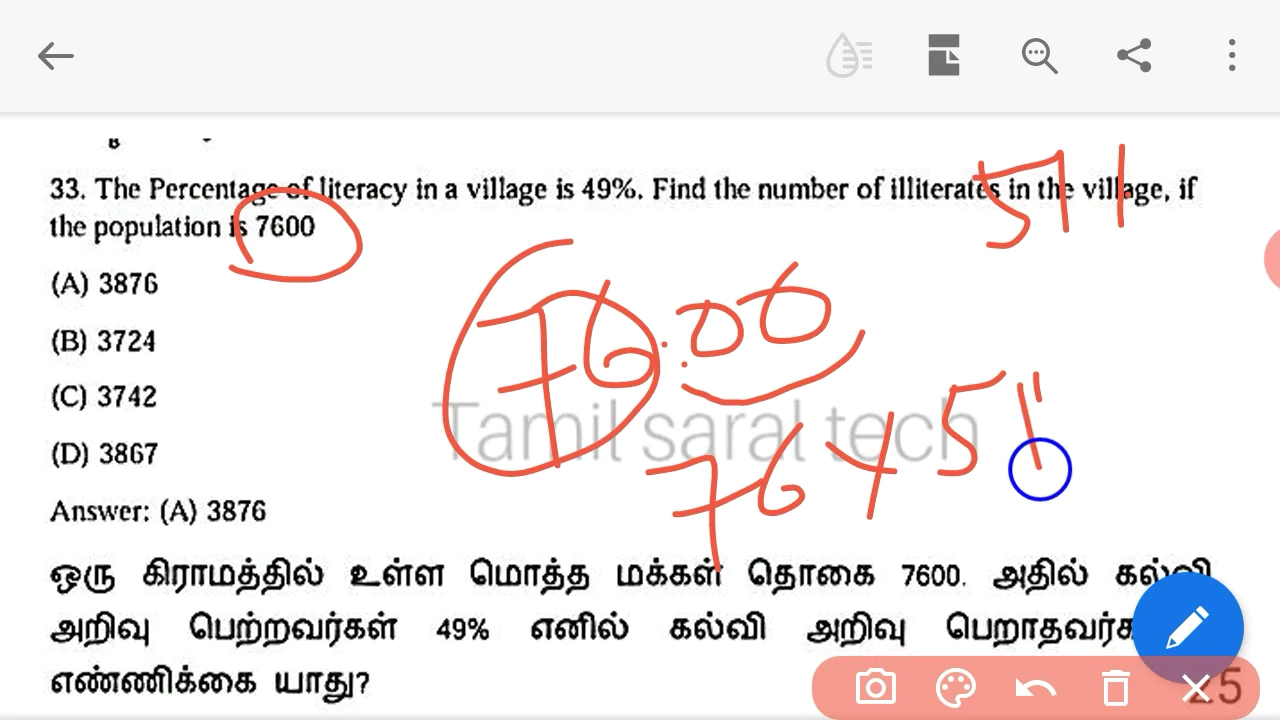 33. The Percentage of literacy in a village is 49%. Find the number of illiterates in the village, if
the population is 7600
(A) 3876
(B) 3724
(C) 3742
(D) 3867
Answer: (A) 3876
51
76.00
Tamil saral tech
76 x 51
ஒரு கிராமத்தில் உள்ள மொத்த மக்கள் தொகை 7600. அதில் கல்வி
அறிவு பெற்றவர்கள் 49% எனில் கல்வி அறிவு
எண்ணிக்கை யாது?